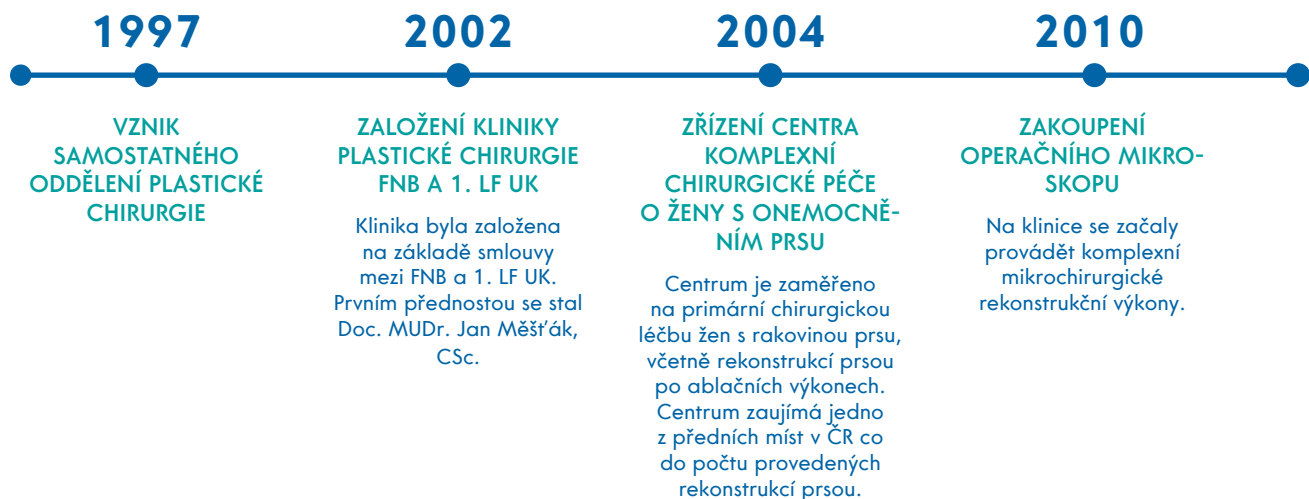 1997
VZNIK
SAMOSTATNÉHO
ODDĚLENÍ PLASTICKÉ
CHIRURGIE
2002
ZALOŽENÍ KLINIKY
PLASTICKÉ CHIRURGIE
FNB A 1. LF UK
Klinika byla založena
na základě smlouvy
mezi FNB a 1. LF UK.
Prvním přednostou se stal
Doc. MUDr. Jan Měšťák,
CSc.
2004
ZŘÍZENÍ CENTRA
KOMPLEXNÍ
CHIRURGICKÉ PÉČE
O ŽENY S ONEMOCNĚ-
NÍM PRSU
Centrum je zaměřeno
na primární chirurgickou
léčbu žen s rakovinou prsu,
včetně rekonstrukcí prsou
po ablačních výkonech.
Centrum zaujímá jedno
z předních míst v ČR co
do počtu provedených
rekonstrukcí prsou.
2010
ZAKOUPENÍ
OPERAČNÍHO MIKRO-
SKOPU
Na klinice se začaly
provádět komplexní
mikrochirurgické
rekonstrukční výkony.